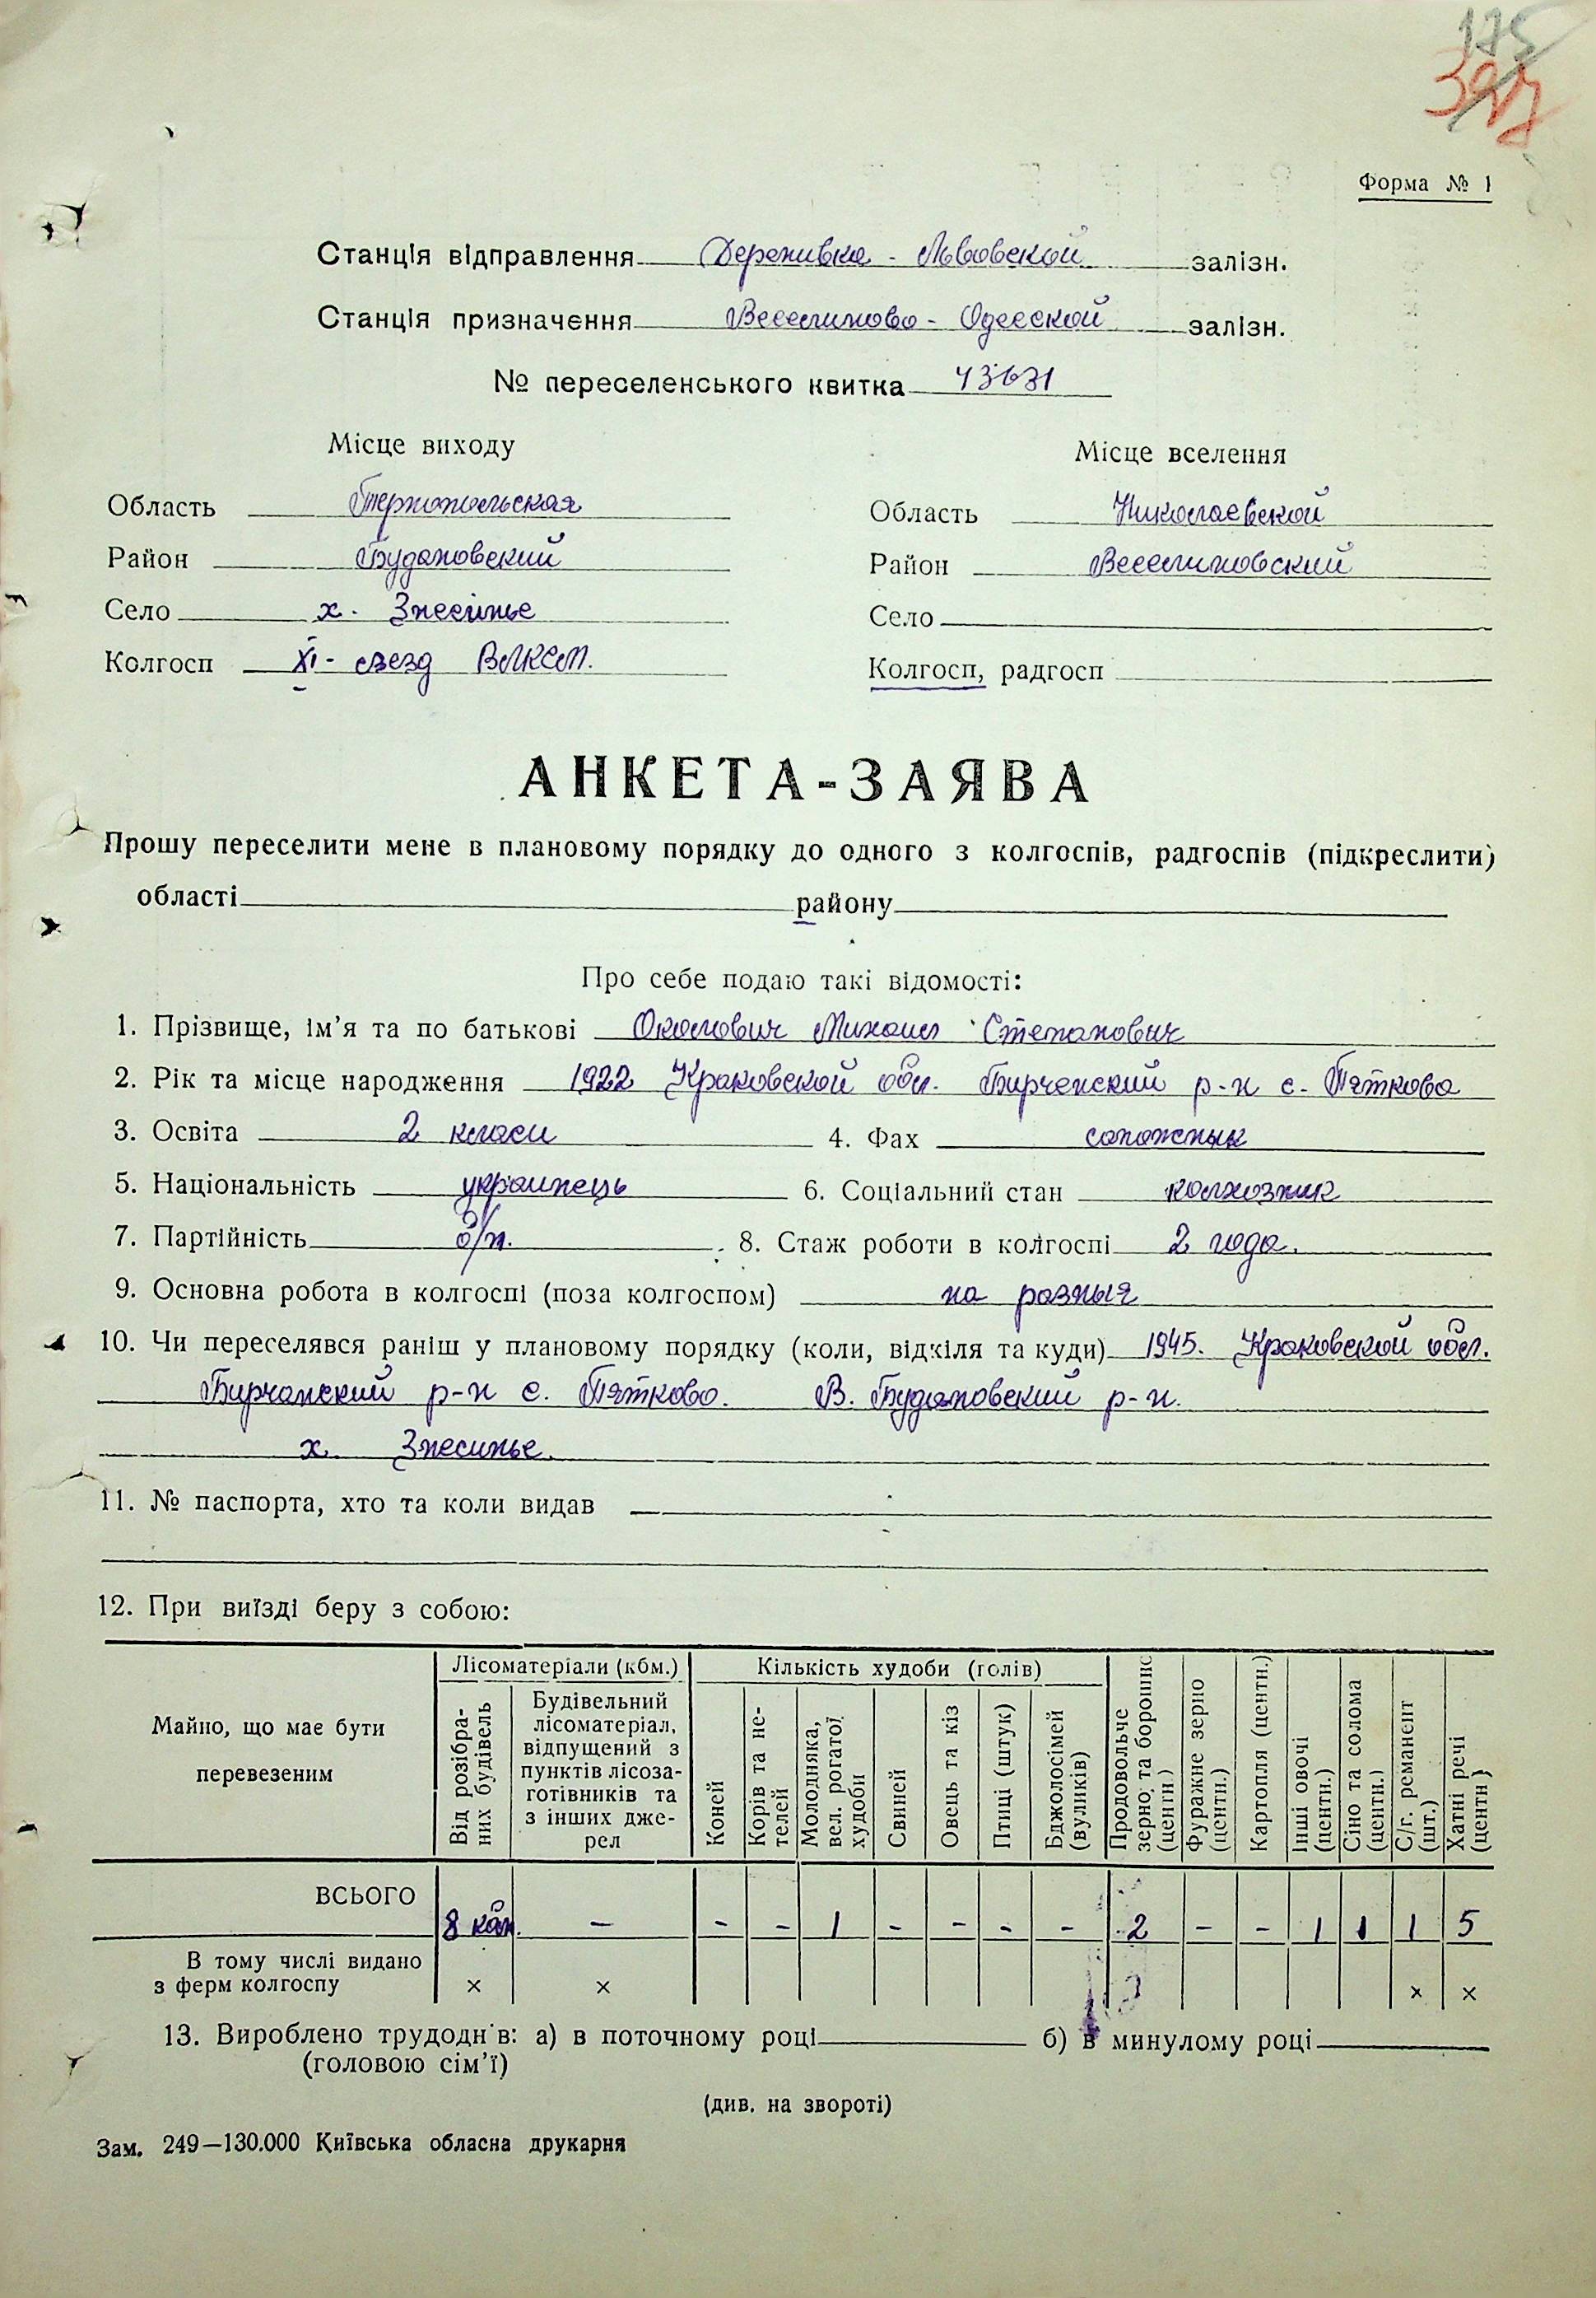 175
397
Форма № 1
Станція відправлення Деренивка - Львовской залізн.
Станція призначення Веселиново - Одесской залізн.
№ переселенського квитка 43631
Місце виходу
Місце вселення
Область Тернопольская
Область Николаевской
Район Будановский
Район Веселиновский
Село х. Знесінье
Село
Колгосп XI - съезд ВЛКСМ.
Колгосп, радгосп
АНКЕТА-ЗАЯВА
Прошу переселити мене в плановому порядку до одного з колгоспів, радгоспів (підкреслити)
області району
Про себе подаю такі відомості:
1. Прізвище, ім'я та по батькові Околович Михаил Степанович
2. Рік та місце народження 1922 Краковской обл. Бирченский р-н с. Пяткова
3. Освіта 2 класи 4. Фах сапожнык
5. Національність украинець 6. Соціальний стан колхозник
7. Партійність б/п. 8. Стаж роботи в колгоспі 2 года.
9. Основна робота в колгоспі (поза колгоспом) на розныя
10. Чи переселявся раніш у плановому порядку (коли, відкіля та куди) 1945. Краковской обл.
Бирчанский р-н с. Пятково. В. Будановский р-н.
х. Знесинье.
11. № паспорта, хто та коли видав
12. При виїзді беру з собою:
Майно, що має бути перевезеним
Лісоматеріали (кбм.)
Кількість худоби (голів)
Від розібраних будівель
Будівельний лісоматеріал, відпущений з пунктів лісозаготівників та з інших джерел
Коней
Корів та нетелей
Молодняка, вел. рогатої худоби
Свиней
Овець та кіз
Птиці (штук)
Бджолосімей (вуликів)
Продовольче зерно, та борошно (центн.)
Фуражне зерно (центн.)
Картопля (центн.)
Інші овочі (центн.)
Сіно та солома (центн.)
С/г. реманент (шт.)
Хатні речі (центн.)
ВСЬОГО 8 – - - 1 - - - - 2 - - 1 1 1 5
В тому числі видано
з ферм колгоспу × × × ×
13. Вироблено трудоднів: а) в поточному році б) в минулому році
(головою сім'ї)
(див. на звороті)
Зам. 249—130.000 Київська обласна друкарня